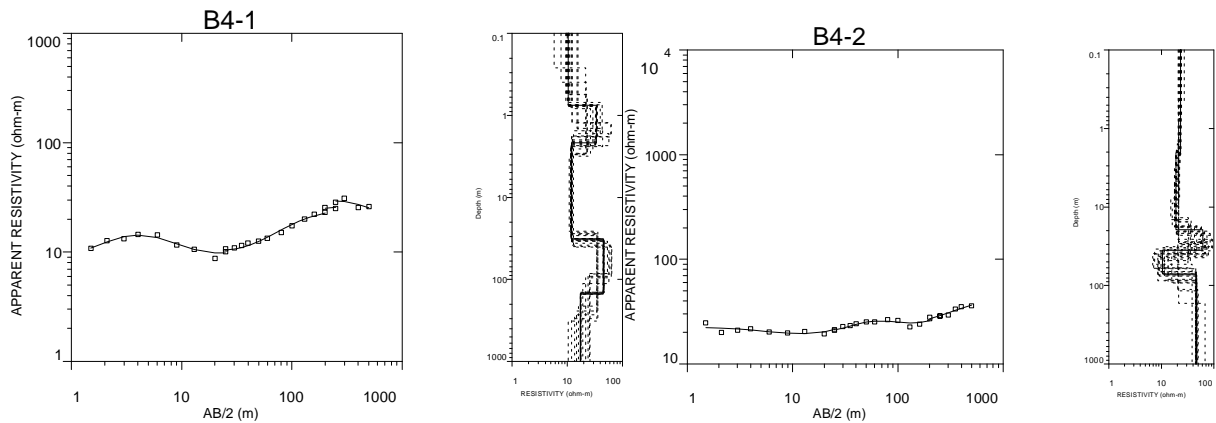 B4-1
1000
100
10
1
APPARENT RESISTIVITY (ohm-m)
1 10 100 1000
AB/2 (m)
0.1
1
10
100
1000
Depth (m)
1 10 100
RESISTIVITY (ohm-m)
B4-2
10 4
1000
100
10
APPARENT RESISTIVITY (ohm-m)
1 10 100 1000
AB/2 (m)
0.1
1
10
100
1000
Depth (m)
1 10 100
RESISTIVITY (ohm-m)